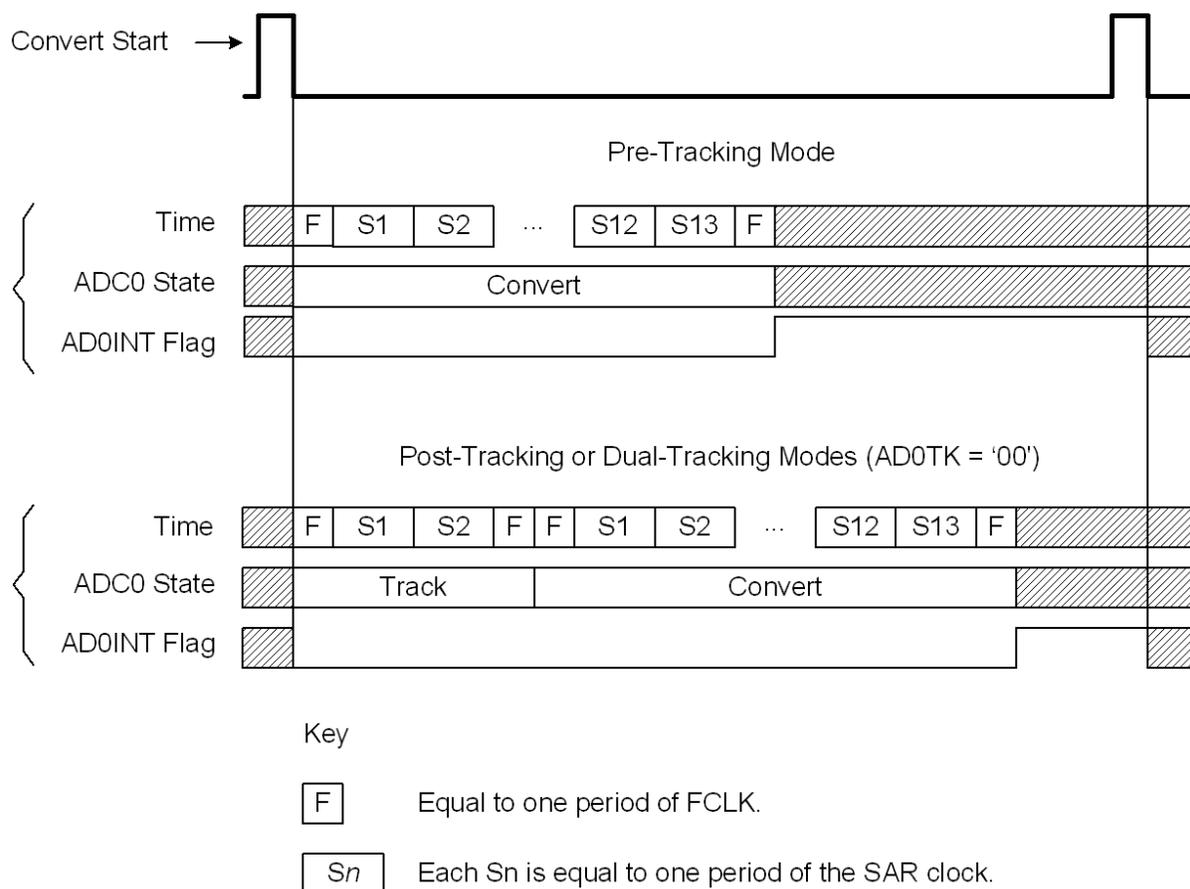 Convert Start
Pre-Tracking Mode
Time F S1 S2 ... S12 S13 F
ADC0 State Convert
AD0INT Flag
Post-Tracking or Dual-Tracking Modes (AD0TK = ‘00')
Time F S1 S2 F F S1 S2 ... S12 S13 F
ADC0 State Track Convert
AD0INT Flag
Key
F Equal to one period of FCLK.
Sn Each Sn is equal to one period of the SAR clock.